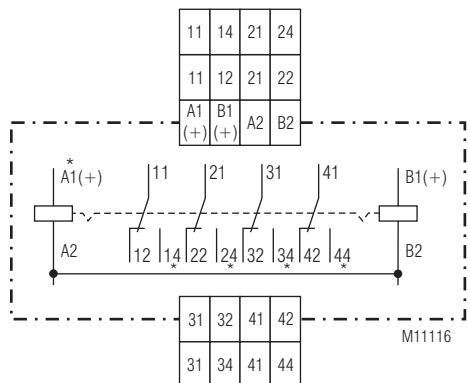 11 14 21 24
11 12 21 22
A1 B1 A2 B2
(+) (+)
*
A1(+) 11 21 31 41 B1(+)
A2 12 14 22 24 32 34 42 44 B2
* * * *
31 32 41 42
M11116
31 34 41 44